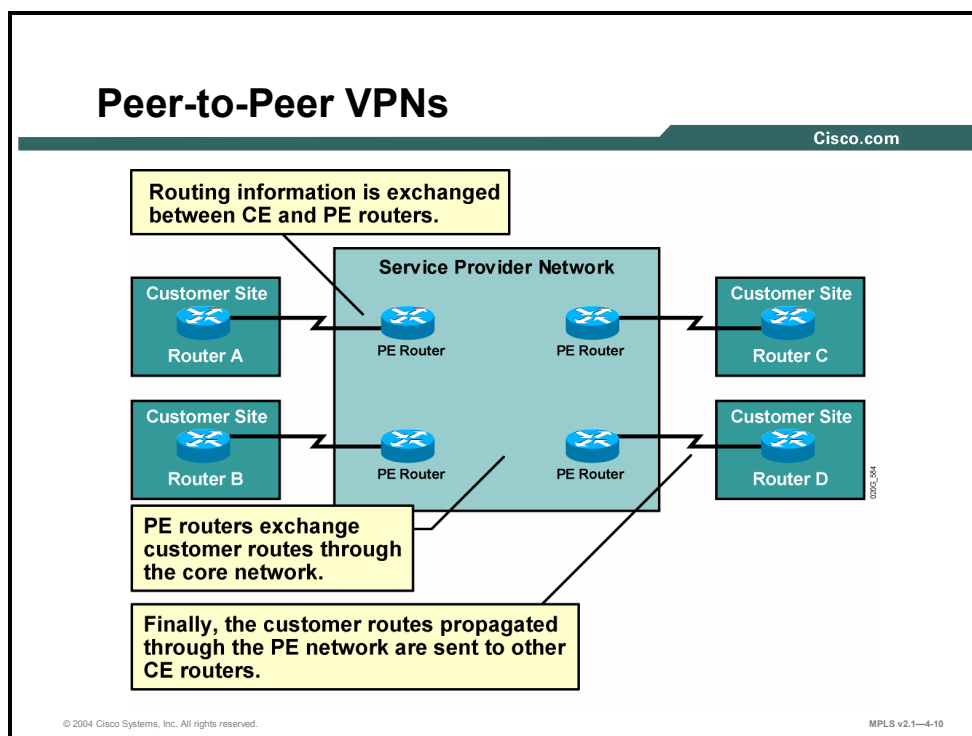 Peer-to-Peer VPNs
Cisco.com
Routing information is exchanged
between CE and PE routers.
Service Provider Network
Customer Site
Router A
PE Router
PE Router
Customer Site
Router C
Customer Site
Router B
PE Router
PE Router
Customer Site
Router D
020G_584
PE routers exchange
customer routes through
the core network.
Finally, the customer routes propagated
through the PE network are sent to other
CE routers.
© 2004 Cisco Systems, Inc. All rights reserved.
MPLS v2.1—4-10